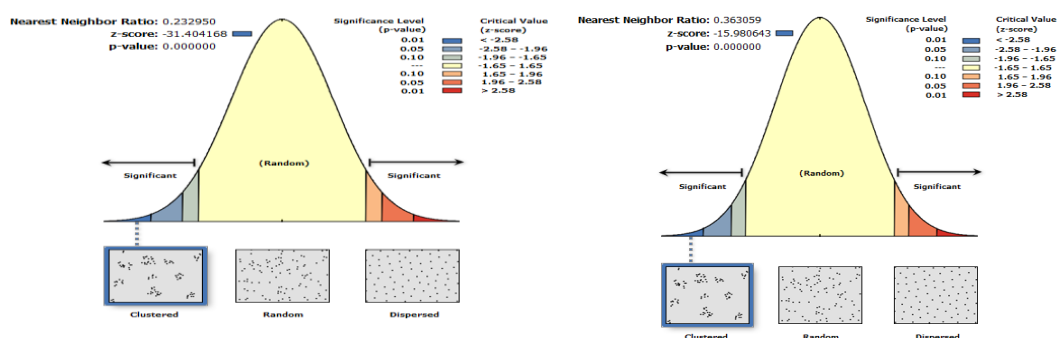 Nearest Neighbor Ratio: 0.232950
z-score: -31.404168
p-value: 0.000000
Significance Level
(p-value)
Critical Value
(z-score)
0.01 < -2.58
0.05 -2.58 – -1.96
0.10 -1.96 – -1.65
--- -1.65 – 1.65
0.10 1.65 – 1.96
0.05 1.96 – 2.58
0.01 > 2.58
(Random)
Significant
Significant
Clustered
Random
Dispersed
Nearest Neighbor Ratio: 0.363059
z-score: -15.980643
p-value: 0.000000
Significance Level
(p-value)
Critical Value
(z-score)
0.01 < -2.58
0.05 -2.58 – -1.96
0.10 -1.96 – -1.65
--- -1.65 – 1.65
0.10 1.65 – 1.96
0.05 1.96 – 2.58
0.01 > 2.58
(Random)
Significant
Significant
Clustered
Random
Dispersed